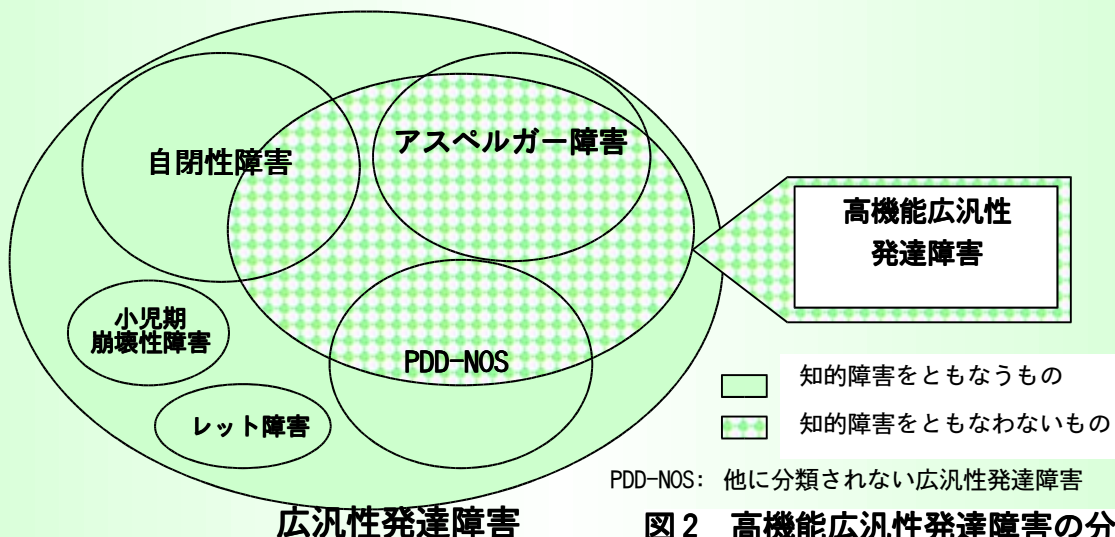 自閉性障害
アスペルガー障害
高機能広汎性
発達障害
小児期
崩壊性障害
PDD-NOS
レット障害
知的障害をともなうもの
知的障害をともなわないもの
PDD-NOS: 他に分類されない広汎性発達障害
広汎性発達障害
図2 高機能広汎性発達障害の分